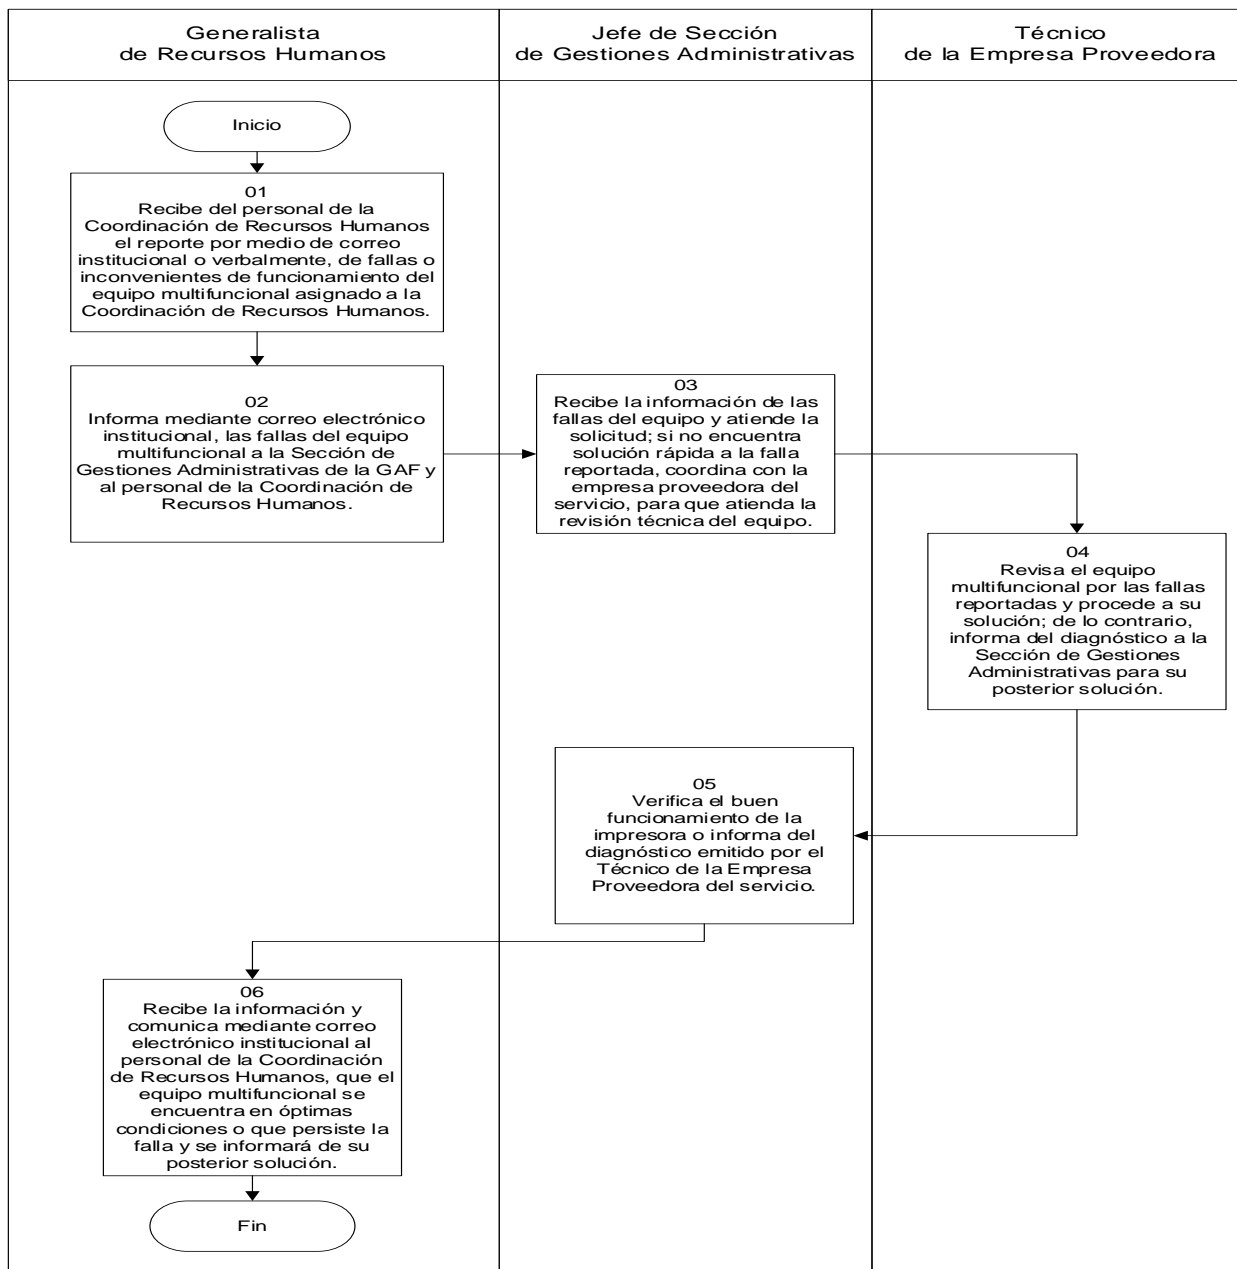 Generalista
de Recursos Humanos
Jefe de Sección
de Gestiones Administrativas
Técnico
de la Empresa Proveedora
Inicio
01
Recibe del personal de la
Coordinación de Recursos Humanos
el reporte por medio de correo
institucional o verbalmente, de fallas o
inconvenientes de funcionamiento del
equipo multifuncional asignado a la
Coordinación de Recursos Humanos.
02
Informa mediante correo electrónico
institucional, las fallas del equipo
multifuncional a la Sección de
Gestiones Administrativas de la GAF y
al personal de la Coordinación de
Recursos Humanos.
03
Recibe la información de las
fallas del equipo y atiende la
solicitud; si no encuentra
solución rápida a la falla
reportada, coordina con la
empresa proveedora del
servicio, para que atienda la
revisión técnica del equipo.
04
Revisa el equipo
multifuncional por las fallas
reportadas y procede a su
solución; de lo contrario,
informa del diagnóstico a la
Sección de Gestiones
Administrativas para su
posterior solución.
05
Verifica el buen
funcionamiento de la
impresora o informa del
diagnóstico emitido por el
Técnico de la Empresa
Proveedora del servicio.
06
Recibe la información y
comunica mediante correo
electrónico institucional al
personal de la Coordinación
de Recursos Humanos, que el
equipo multifuncional se
encuentra en óptimas
condiciones o que persiste la
falla y se informará de su
posterior solución.
Fin